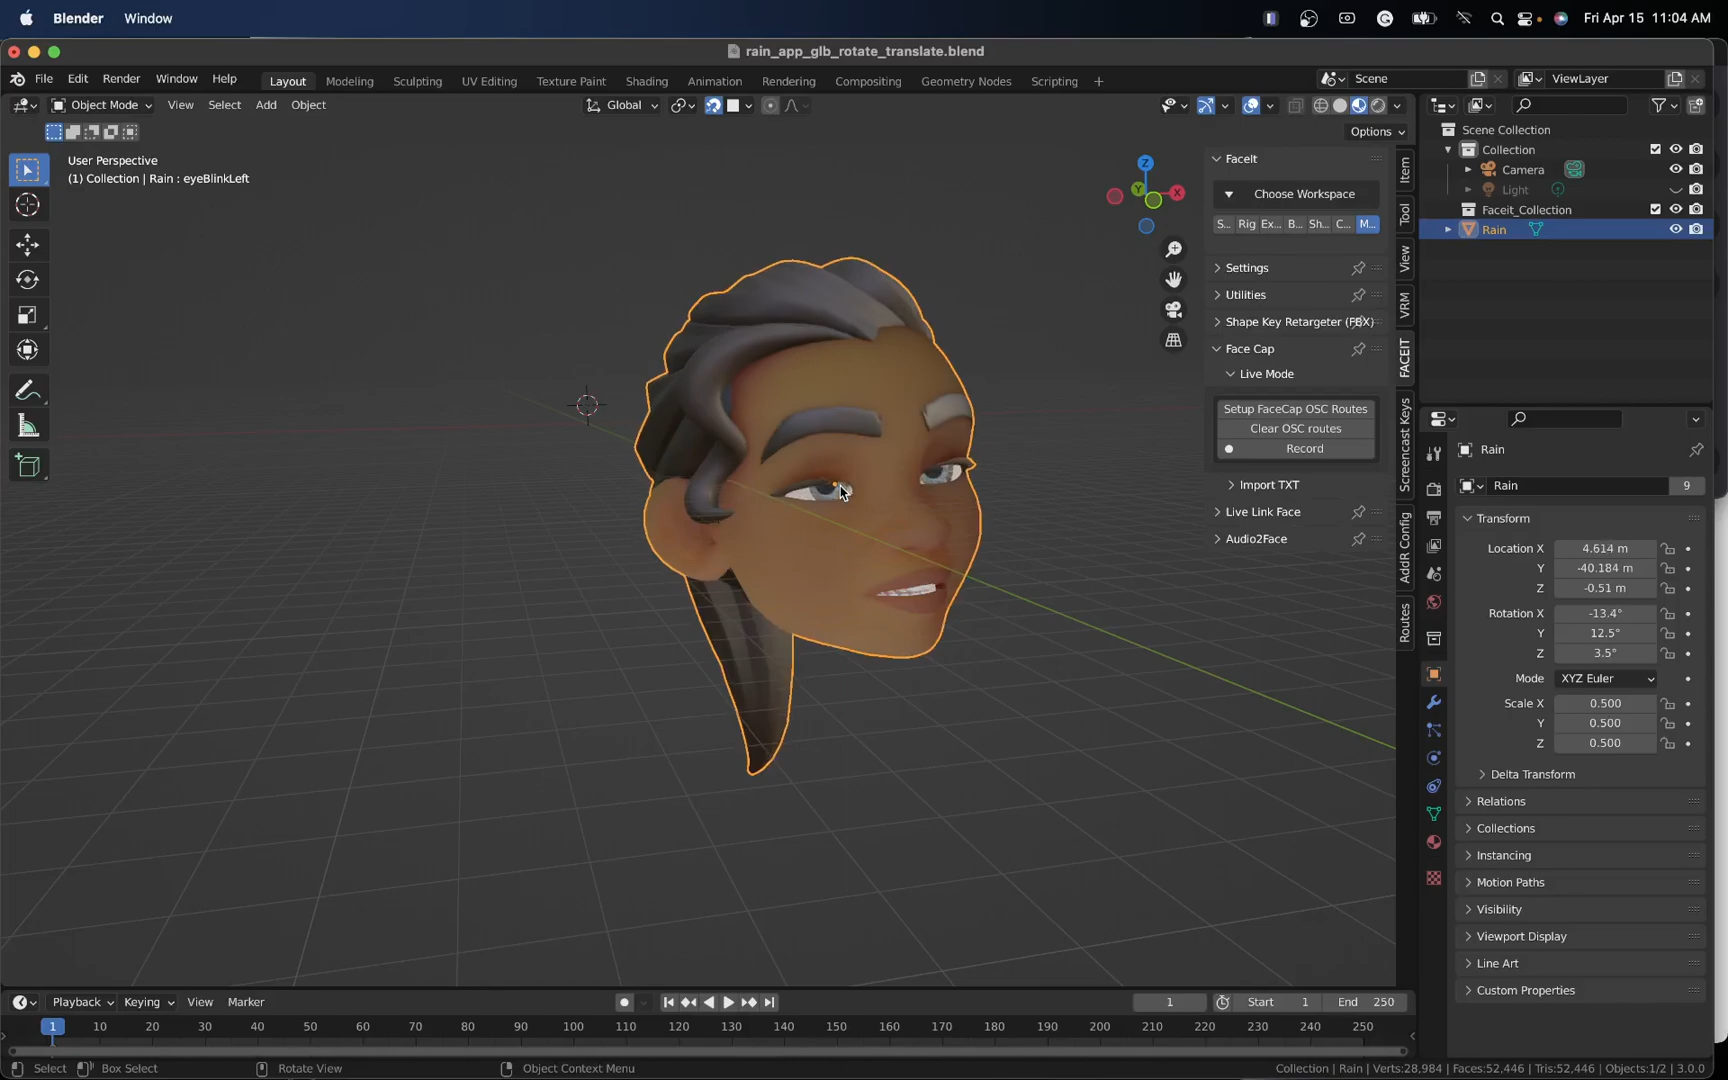 Blender Window Fri Apr 15 11:04 AM
rain_app_glb_rotate_translate.blend
File Edit Render Window Help Layout Modeling Sculpting UV Editing Texture Paint Shading Animation Rendering Compositing Geometry Nodes Scripting + Scene ViewLayer
Object Mode View Select Add Object Global
Options
User Perspective
(1) Collection | Rain : eyeBlinkLeft
FaceIt
Choose Workspace
S... Rig Ex... B... Sh... C... M...
Settings
Utilities
Shape Key Retargeter (FBX)
Face Cap
Live Mode
Setup FaceCap OSC Routes
Clear OSC routes
Record
Import TXT
Live Link Face
Audio2Face
Item
Tool
View
VRM
FACEIT
Screencast Keys
AddR Config
Routes
Z
Y
X
Scene Collection
Collection
Camera
Light
Faceit_Collection
Rain
Rain
Rain 9
Transform
Location X 4.614 m
Y -40.184 m
Z -0.51 m
Rotation X -13.4°
Y 12.5°
Z 3.5°
Mode XYZ Euler
Scale X 0.500
Y 0.500
Z 0.500
Delta Transform
Relations
Collections
Instancing
Motion Paths
Visibility
Viewport Display
Line Art
Custom Properties
Playback Keying View Marker 1 Start 1 End 250
1 10 20 30 40 50 60 70 80 90 100 110 120 130 140 150 160 170 180 190 200 210 220 230 240 250
Select Box Select Rotate View Object Context Menu Collection | Rain | Verts:28,984 | Faces:52,446 | Tris:52,446 | Objects:1/2 | 3.0.0